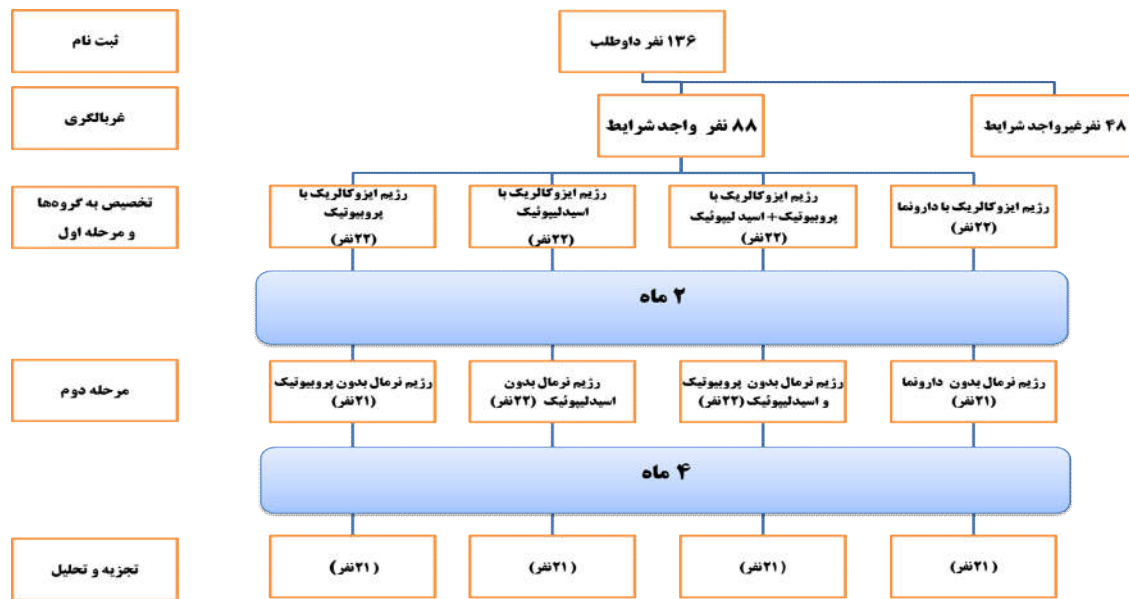 ثبت نام
۱۳۶ نفر داوطلب
غربالگری
۴۸ نفرغیرواجد شرایط
۸۸ نفر واجد شرایط
تخصیص به گروه‌ها
و مرحله اول
رژیم ایزوکالریک با دارونما
(۲۲نفر)
رژیم ایزوکالریک با
پروبیوتیک+ اسید لیپوئیک
(۲۲نفر)
رژیم ایزوکالریک با
اسیدلیپوئیک
(۲۲نفر)
رژیم ایزوکالریک با
پروبیوتیک
(۲۲نفر)
۲ ماه
مرحله دوم
رژیم نرمال بدون دارونما
(۲۱نفر)
رژیم نرمال بدون پروبیوتیک
و اسیدلیپوئیک (۲۲نفر)
رژیم نرمال بدون
اسیدلیپوئیک (۲۲نفر)
رژیم نرمال بدون پروبیوتیک
(۲۱نفر)
۴ ماه
تجزیه و تحلیل
(۲۱نفر)
(۲۱نفر)
(۲۱نفر)
(۲۱نفر)